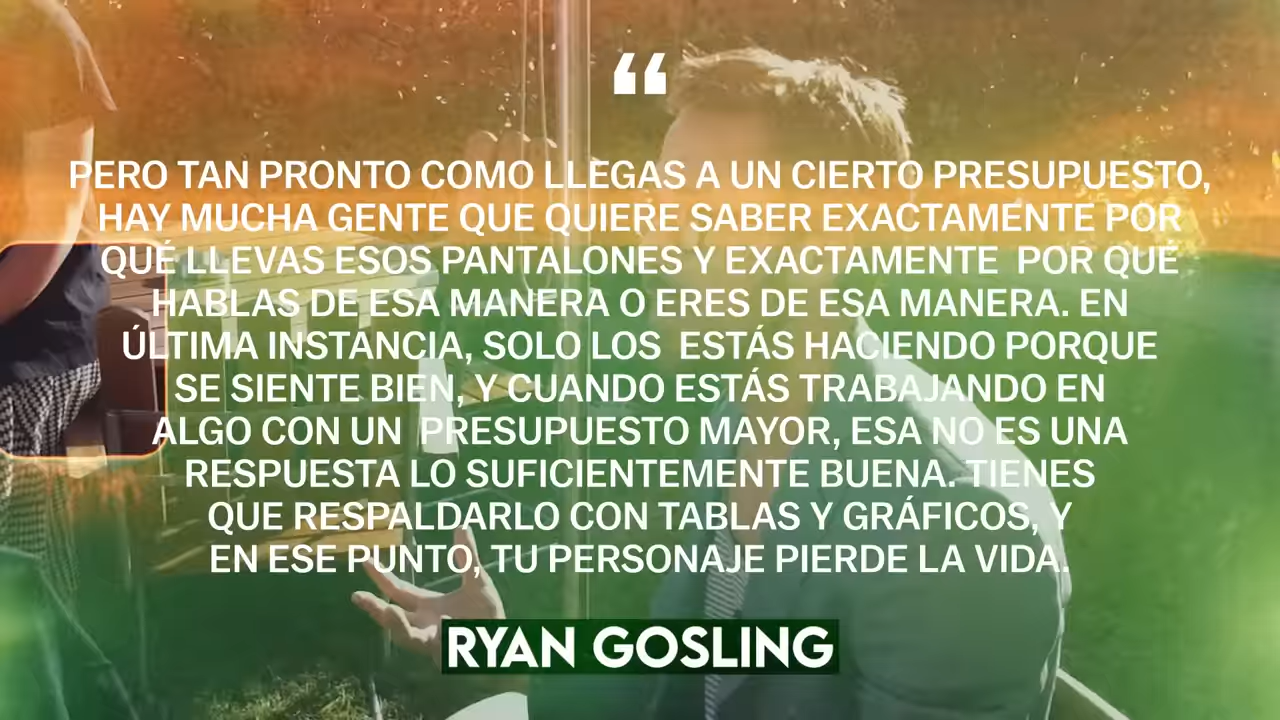 “
PERO TAN PRONTO COMO LLEGAS A UN CIERTO PRESUPUESTO,
HAY MUCHA GENTE QUE QUIERE SABER EXACTAMENTE POR
QUÉ LLEVAS ESOS PANTALONES Y EXACTAMENTE  POR QUÉ
HABLAS DE ESA MANERA O ERES DE ESA MANERA. EN
ÚLTIMA INSTANCIA, SOLO LOS  ESTÁS HACIENDO PORQUE
SE SIENTE BIEN, Y CUANDO ESTÁS TRABAJANDO EN
ALGO CON UN  PRESUPUESTO MAYOR, ESA NO ES UNA
RESPUESTA LO SUFICIENTEMENTE BUENA. TIENES
QUE RESPALDARLO CON TABLAS Y GRÁFICOS, Y
EN ESE PUNTO, TU PERSONAJE PIERDE LA VIDA.
RYAN GOSLING